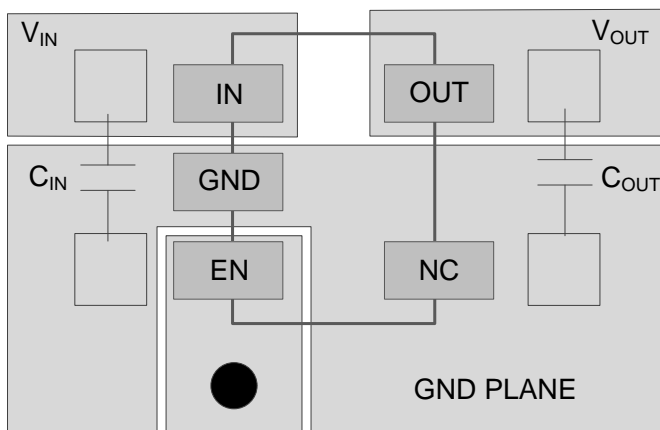 VIN
VOUT
IN
OUT
GND
CIN
COUT
EN
NC
GND PLANE